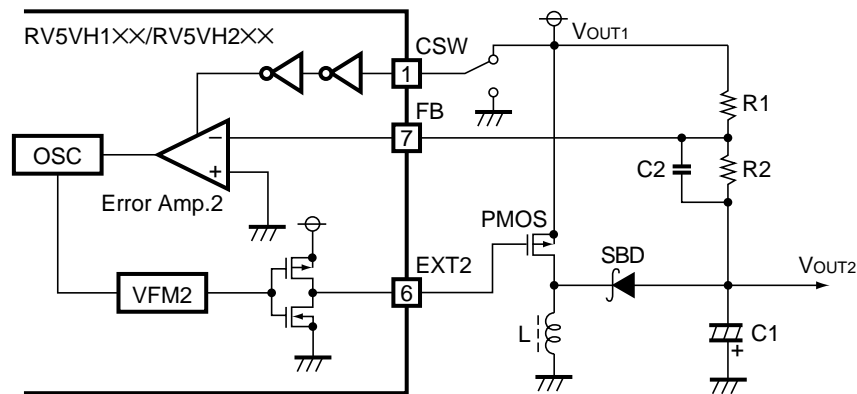 RV5VH1××/RV5VH2××
CSW
VOUT1
1
R1
FB
7
OSC
−
+
C2
R2
Error Amp.2
PMOS
EXT2
SBD
VOUT2
VFM2
6
L
C1
+